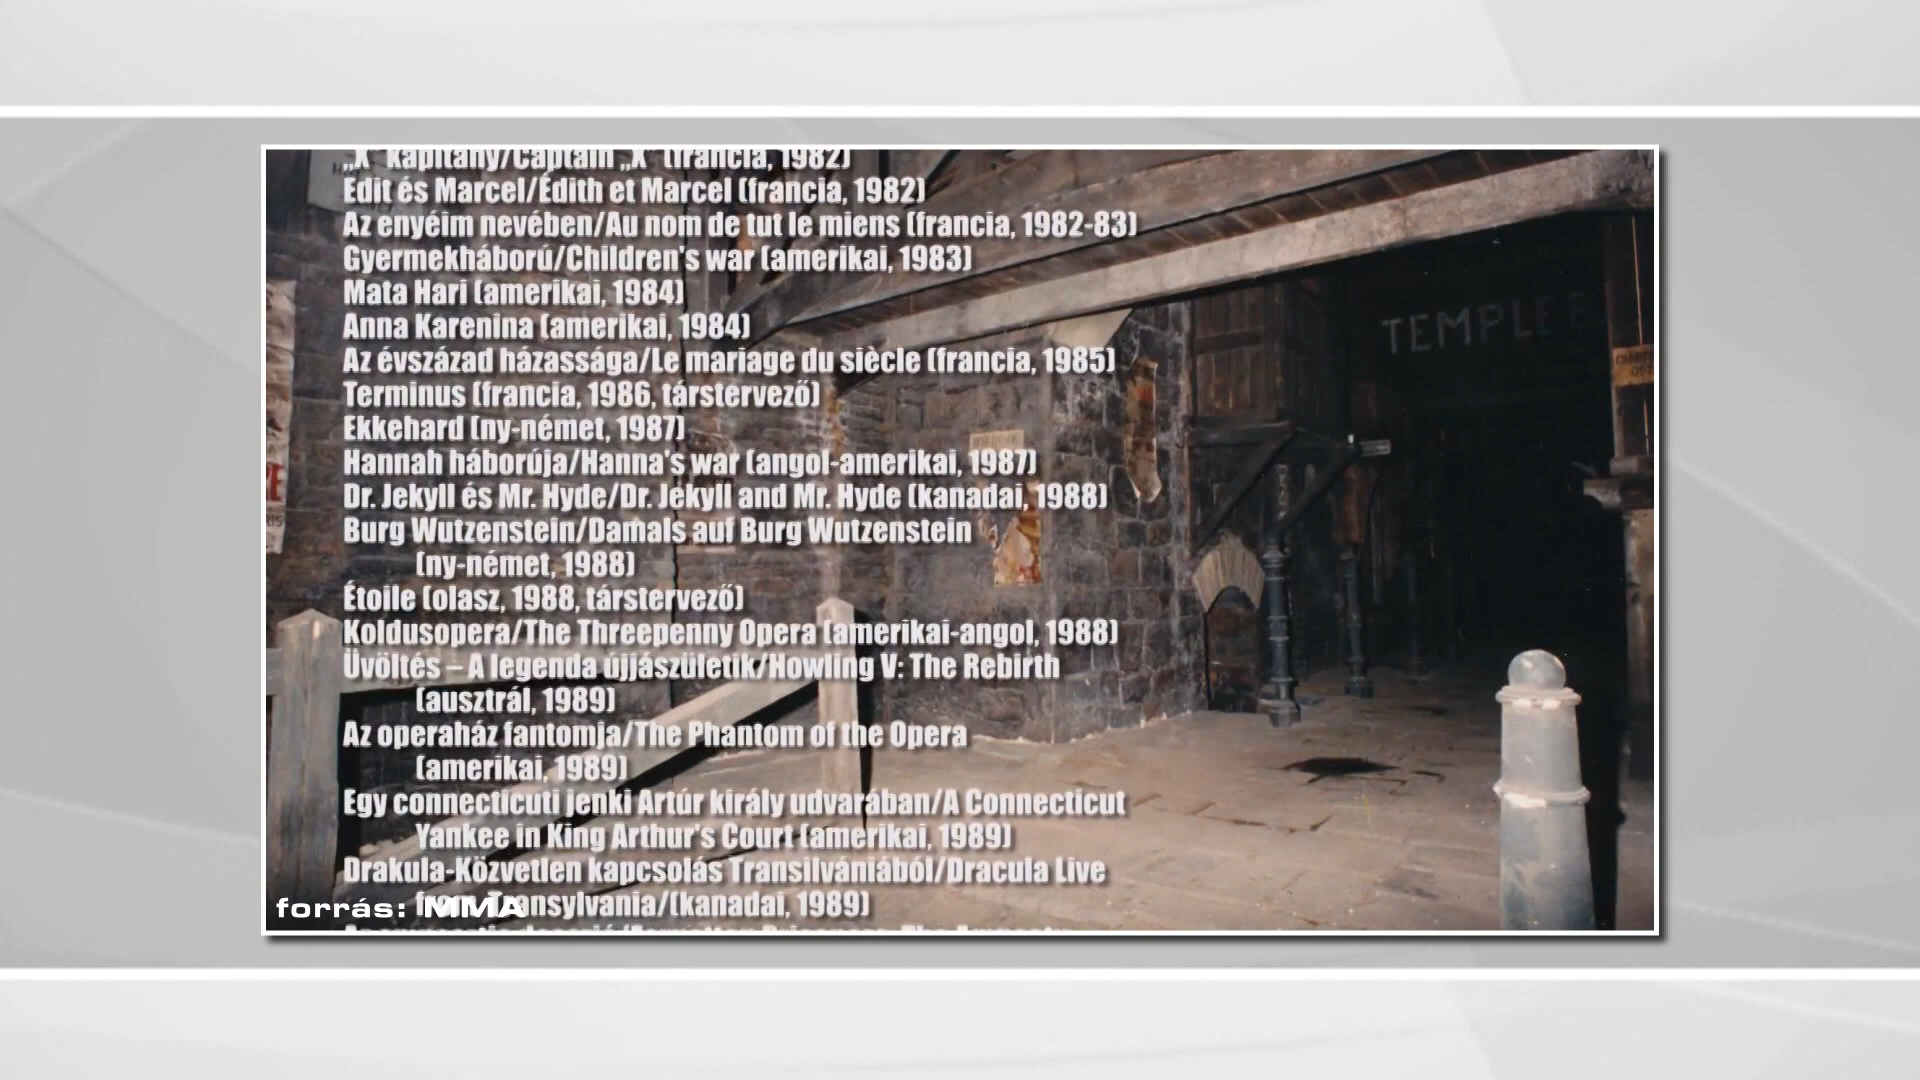 „X" kapitány/Captain „X" (francia, 1982)
Edit és Marcel/Édith et Marcel (francia, 1982)
Az enyéim nevében/Au nom de tut le miens (francia, 1982-83)
Gyermekháború/Children's war (amerikai, 1983)
Mata Hari (amerikai, 1984)
Anna Karenina (amerikai, 1984)
Az évszázad házassága/Le mariage du siècle (francia, 1985)
Terminus (francia, 1986, társtervező)
Ekkehard (ny-német, 1987)
Hannah háborúja/Hanna's war (angol-amerikai, 1987)
Dr. Jekyll és Mr. Hyde/Dr. Jekyll and Mr. Hyde (kanadai, 1988)
Burg Wutzenstein/Damals auf Burg Wutzenstein
(ny-német, 1988)
Étoile (olasz, 1988, társtervező)
Koldusopera/The Threepenny Opera (amerikai-angol, 1988)
Üvöltés – A legenda újjászületik/Howling V: The Rebirth
(ausztrál, 1989)
Az operaház fantomja/The Phantom of the Opera
(amerikai, 1989)
Egy connecticuti jenki Artúr király udvarában/A Connecticut
Yankee in King Arthur's Court (amerikai, 1989)
Drakula-Közvetlen kapcsolás Transilvániából/Dracula Live
from Transylvania/(kanadai, 1989)
forrás: MMA
TEMPLE